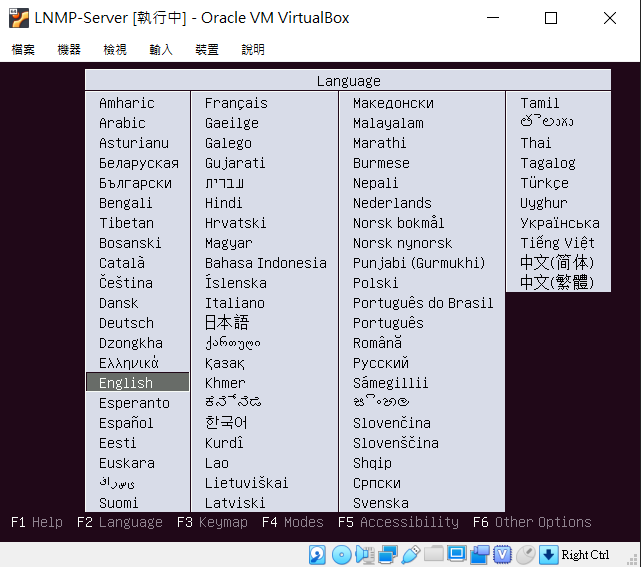 LNMP-Server [執行中] - Oracle VM VirtualBox
檔案 機器 檢視 輸入 裝置 說明
Language
Amharic
Arabic
Asturianu
Беларуская
Български
Bengali
Tibetan
Bosanski
Català
Čeština
Dansk
Deutsch
Dzongkha
Ελληνικά
English
Esperanto
Español
Eesti
Euskara
Suomi
Français
Gaeilge
Galego
Gujarati
עברית
Hindi
Hrvatski
Magyar
Bahasa Indonesia
Íslenska
Italiano
日本語
ქართული
Қазақ
Khmer
ಕನ್ನಡ
한국어
Kurdî
Lao
Lietuviškai
Latviski
Македонски
Malayalam
Marathi
Burmese
Nepali
Nederlands
Norsk bokmål
Norsk nynorsk
Punjabi (Gurmukhi)
Polski
Português do Brasil
Português
Română
Русский
Sámegillii
සිංහල
Slovenčina
Slovenščina
Shqip
Српски
Svenska
Tamil
తెలుగు
Thai
Tagalog
Türkçe
Uyghur
Українська
Tiếng Việt
中文(简体)
中文(繁體)
F1 Help F2 Language F3 Keymap F4 Modes F5 Accessibility F6 Other Options
Right Ctrl